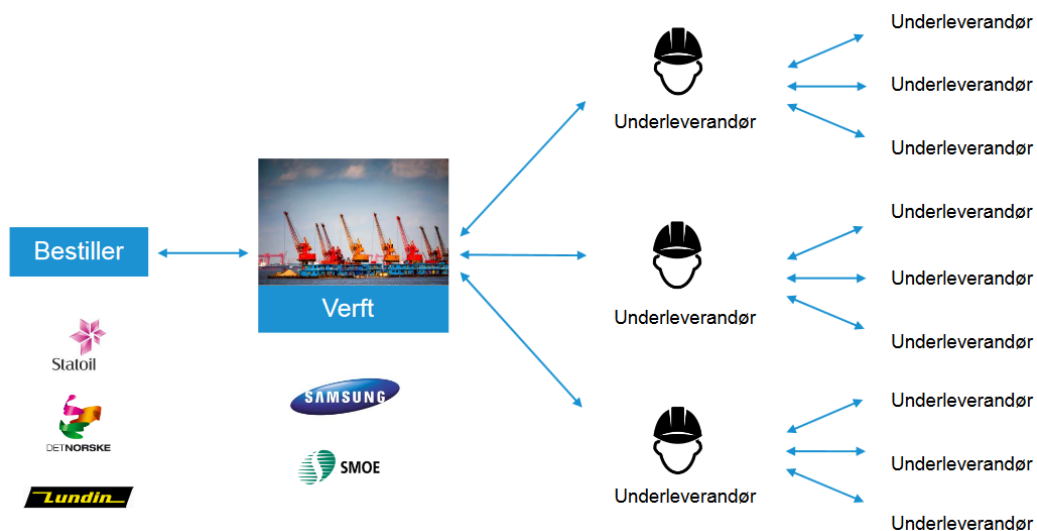 Underleverandør
Underleverandør
Underleverandør
Underleverandør
Underleverandør
Bestiller
Verft
Underleverandør
Underleverandør
Underleverandør
Statoil
DETNORSKE
Lundin
SAMSUNG
SMOE
Underleverandør
Underleverandør
Underleverandør
Underleverandør